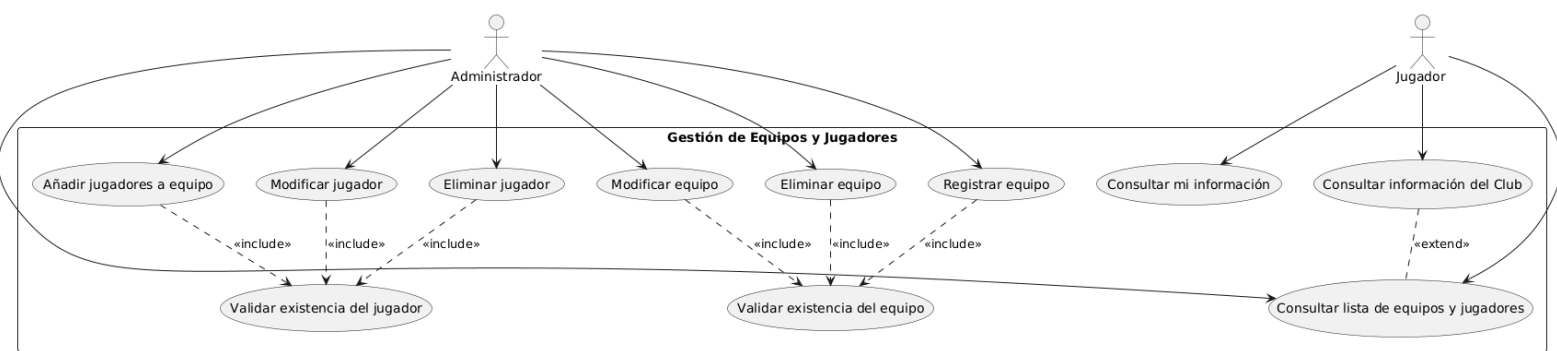 Administrador
Jugador
Gestión de Equipos y Jugadores
Añadir jugadores a equipo
Modificar jugador
Eliminar jugador
Modificar equipo
Eliminar equipo
Registrar equipo
Consultar mi información
Consultar información del Club
«include»
«include»
«include»
«include»
«include»
«include»
«extend»
Validar existencia del jugador
Validar existencia del equipo
Consultar lista de equipos y jugadores